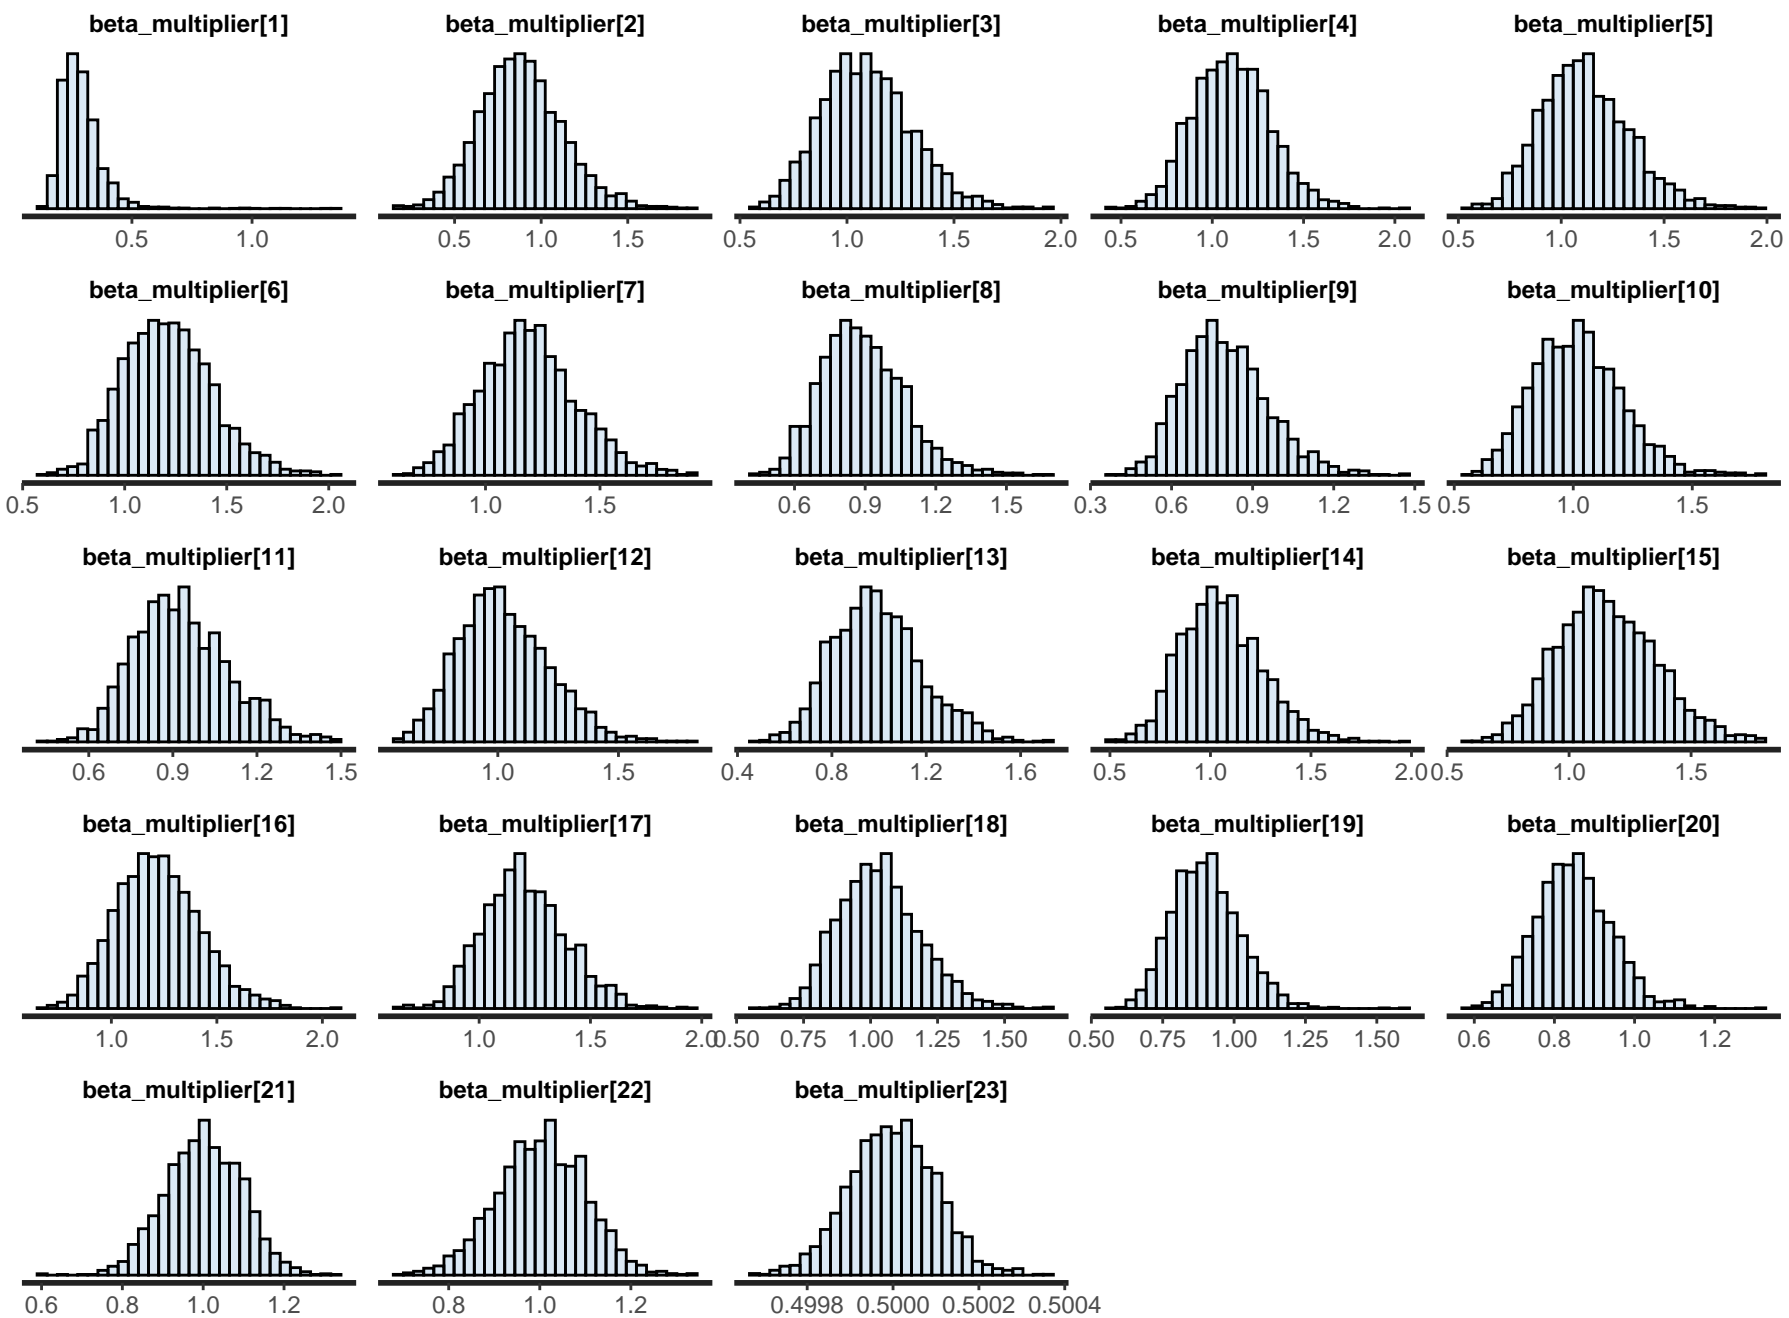 beta_multiplier[1] beta_multiplier[2] beta_multiplier[3] beta_multiplier[4] beta_multiplier[5]
0.5 1.0 0.5 1.0 1.5 0.5 1.0 1.5 2.0 0.5 1.0 1.5 2.0 0.5 1.0 1.5 2.0
beta_multiplier[6] beta_multiplier[7] beta_multiplier[8] beta_multiplier[9] beta_multiplier[10]
0.5 1.0 1.5 2.0 1.0 1.5 0.6 0.9 1.2 1.5 0.3 0.6 0.9 1.2 1.5 0.5 1.0 1.5
beta_multiplier[11] beta_multiplier[12] beta_multiplier[13] beta_multiplier[14] beta_multiplier[15]
0.6 0.9 1.2 1.5 1.0 1.5 0.4 0.8 1.2 1.6 0.5 1.0 1.5 2.0 0.5 1.0 1.5
beta_multiplier[16] beta_multiplier[17] beta_multiplier[18] beta_multiplier[19] beta_multiplier[20]
1.0 1.5 2.0 1.0 1.5 2.0 0.50 0.75 1.00 1.25 1.50 0.50 0.75 1.00 1.25 1.50 0.6 0.8 1.0 1.2
beta_multiplier[21] beta_multiplier[22] beta_multiplier[23]
0.6 0.8 1.0 1.2 0.8 1.0 1.2 0.4998 0.5000 0.5002 0.5004